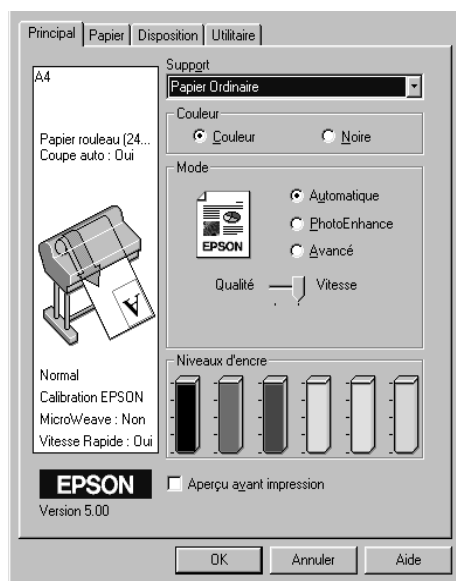 Principal Papier Disposition Utilitaire
A4
Papier rouleau (24...
Coupe auto : Oui
A
Normal
Calibration EPSON
MicroWeave : Non
Vitesse Rapide : Oui
EPSON
Version 5.00
Support
Papier Ordinaire
Couleur
Couleur Noire
Mode
EPSON
Automatique
PhotoEnhance
Avancé
Qualité Vitesse
Niveaux d'encre
Aperçu avant impression
OK Annuler Aide